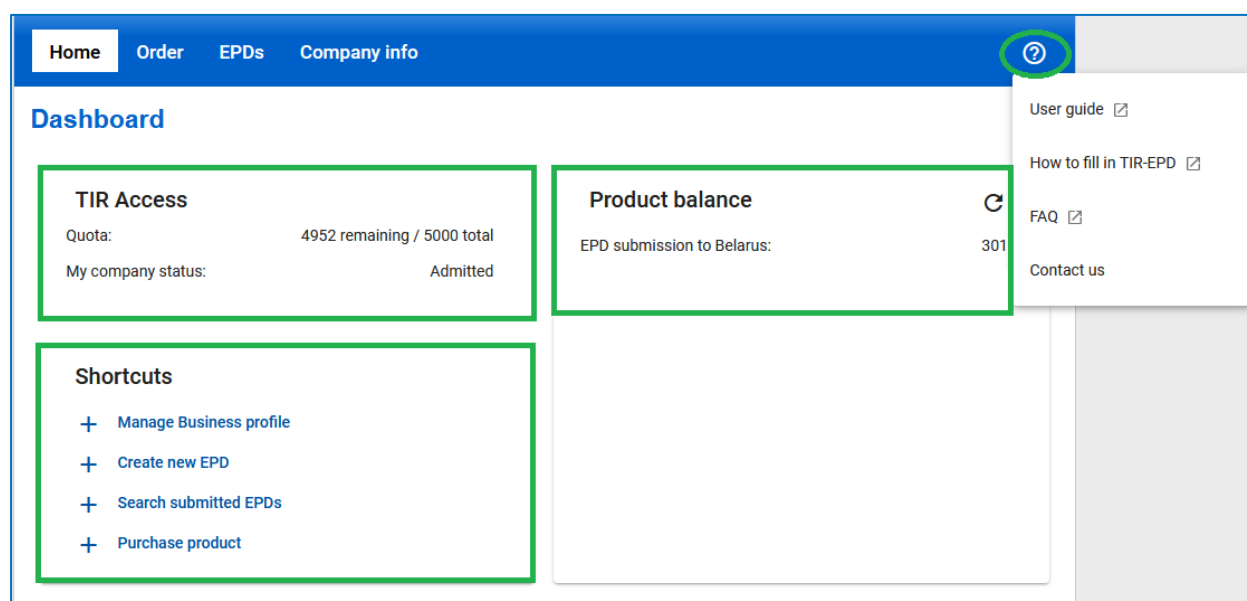 Home Order EPDs Company info
User guide
How to fill in TIR-EPD
FAQ
Contact us
Dashboard
TIR Access
Quota: 4952 remaining / 5000 total
My company status: Admitted
Product balance
EPD submission to Belarus: 301
Shortcuts
+ Manage Business profile
+ Create new EPD
+ Search submitted EPDs
+ Purchase product